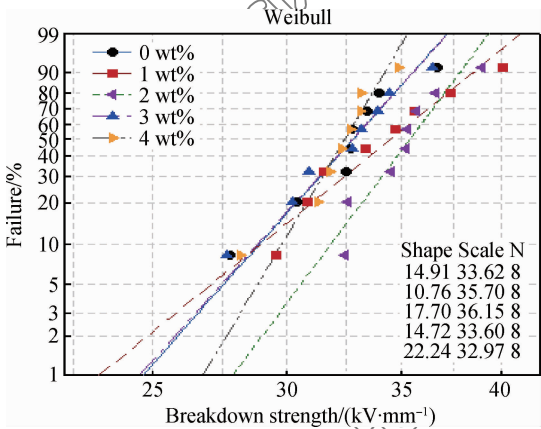 Weibull
99
90
80
70
60
50
40
30
20
10
5
3
2
1
Failure/%
0 wt%
1 wt%
2 wt%
3 wt%
4 wt%
Shape Scale N
14.91 33.62 8
10.76 35.70 8
17.70 36.15 8
14.72 33.60 8
22.24 32.97 8
25 30 35 40
Breakdown strength/(kV·mm⁻¹)